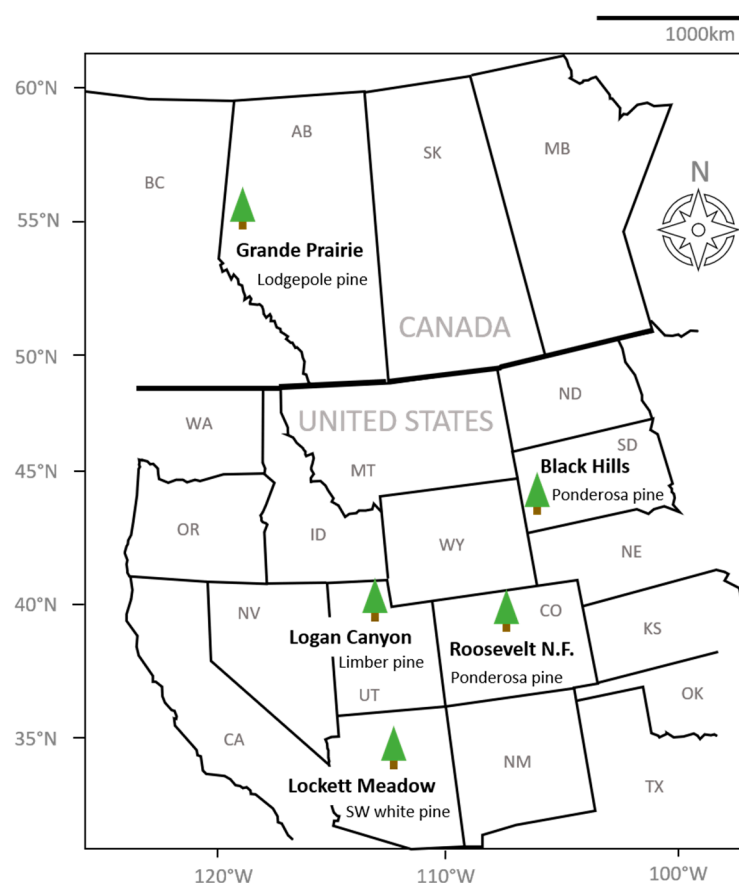 1000km
60°N
AB
SK
MB
BC
N
55°N
Grande Prairie
Lodgepole pine
CANADA
50°N
ND
WA
UNITED STATES
SD
45°N
MT
Black Hills
Ponderosa pine
OR
ID
WY
NE
40°N
NV
CO
KS
Logan Canyon
Limber pine
Roosevelt N.F.
Ponderosa pine
UT
OK
35°N
CA
NM
Lockett Meadow
SW white pine
TX
120°W
110°W
100°W